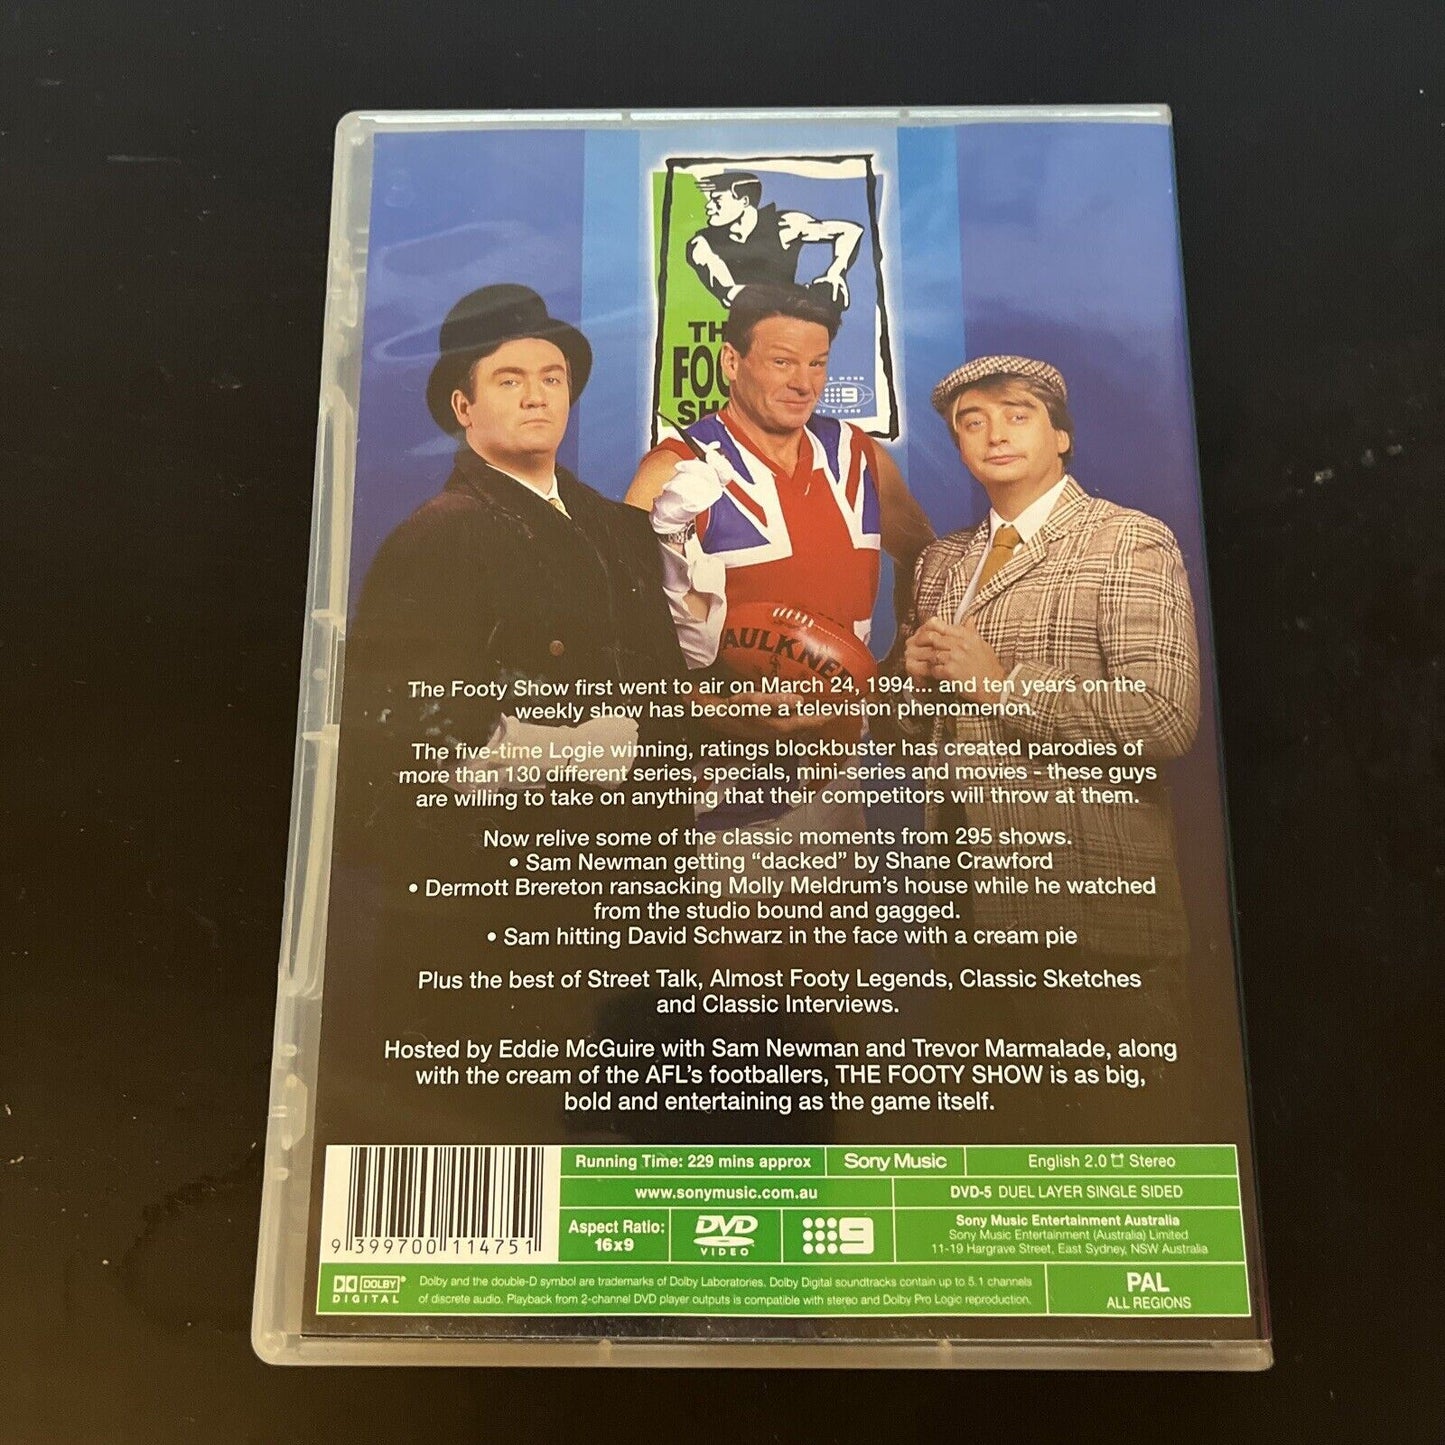 TH
FOO
SH
9
AULKNE
The Footy Show first went to air on March 24, 1994... and ten years on the
weekly show has become a television phenomenon.
The five-time Logie winning, ratings blockbuster has created parodies of
more than 130 different series, specials, mini-series and movies - these guys
are willing to take on anything that their competitors will throw at them.
Now relive some of the classic moments from 295 shows.
• Sam Newman getting “dacked” by Shane Crawford
• Dermott Brereton ransacking Molly Meldrum’s house while he watched
from the studio bound and gagged.
• Sam hitting David Schwarz in the face with a cream pie
Plus the best of Street Talk, Almost Footy Legends, Classic Sketches
and Classic Interviews.
Hosted by Eddie McGuire with Sam Newman and Trevor Marmalade, along
with the cream of the AFL’s footballers, THE FOOTY SHOW is as big,
bold and entertaining as the game itself.
9 399700 114751
Running Time: 229 mins approx
Sony Music
English 2.0 Stereo
www.sonymusic.com.au
DVD-5 DUEL LAYER SINGLE SIDED
Aspect Ratio:
16x9
DVD
VIDEO
9
Sony Music Entertainment Australia
Sony Music Entertainment (Australia) Limited
11-19 Hargrave Street, East Sydney, NSW Australia
DOLBY
DIGITAL
Dolby and the double-D symbol are trademarks of Dolby Laboratories. Dolby Digital soundtracks contain up to 5.1 channels
of discrete audio. Playback from 2-channel DVD player outputs is compatible with stereo and Dolby Pro Logic reproduction.
PAL
ALL REGIONS